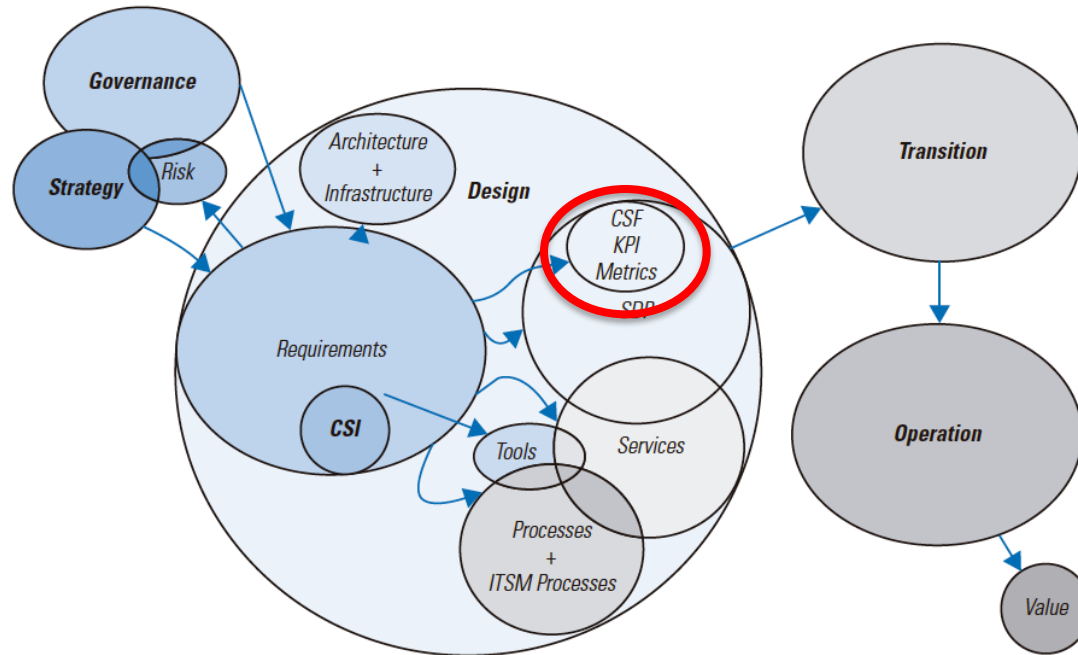 Governance
Strategy
Risk
Architecture
+
Infrastructure
Design
CSF
KPI
Metrics
SDP
Requirements
CSI
Tools
Services
Processes
+
ITSM Processes
Transition
Operation
Value